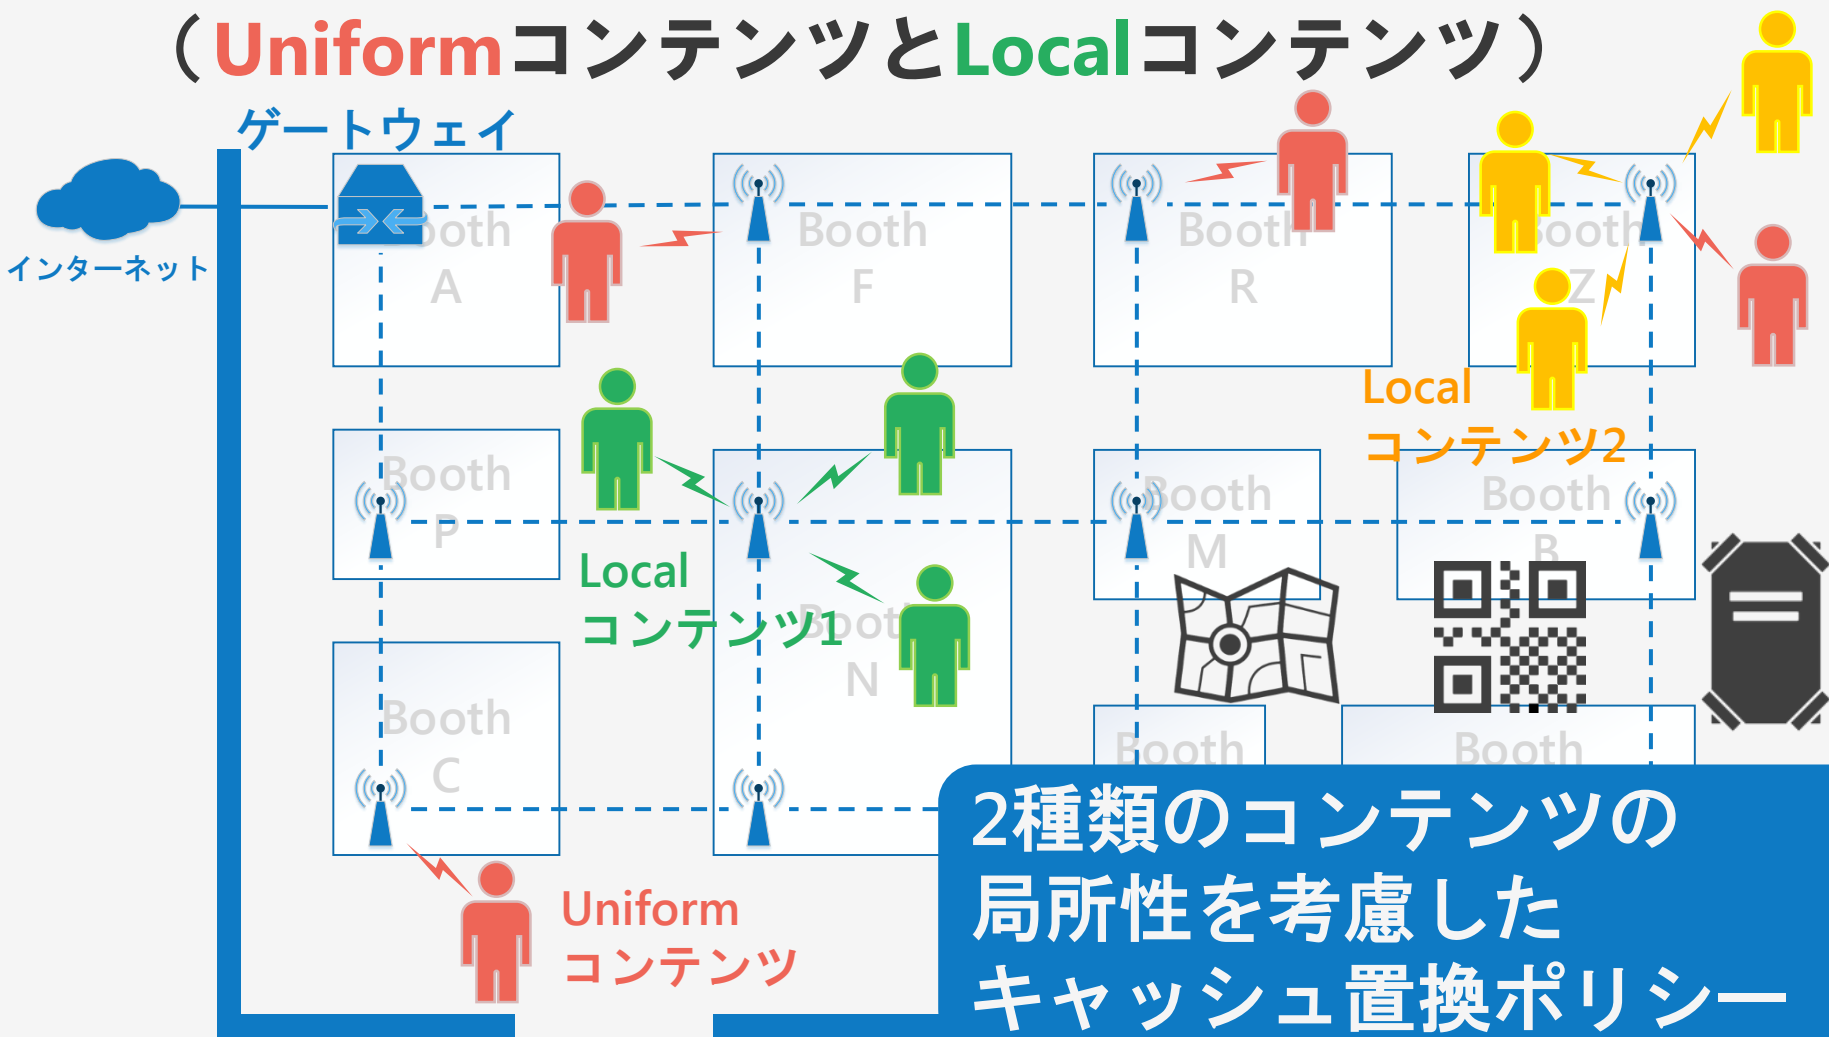 （UniformコンテンツとLocalコンテンツ）
ゲートウェイ
インターネット
Booth
A
Booth
F
Booth
R
Booth
Z
Local
コンテンツ2
Booth
P
Booth
M
Booth
B
Local
コンテンツ1
Booth
N
Booth
C
Booth
Booth
Uniform
コンテンツ
2種類のコンテンツの
局所性を考慮した
キャッシュ置換ポリシー